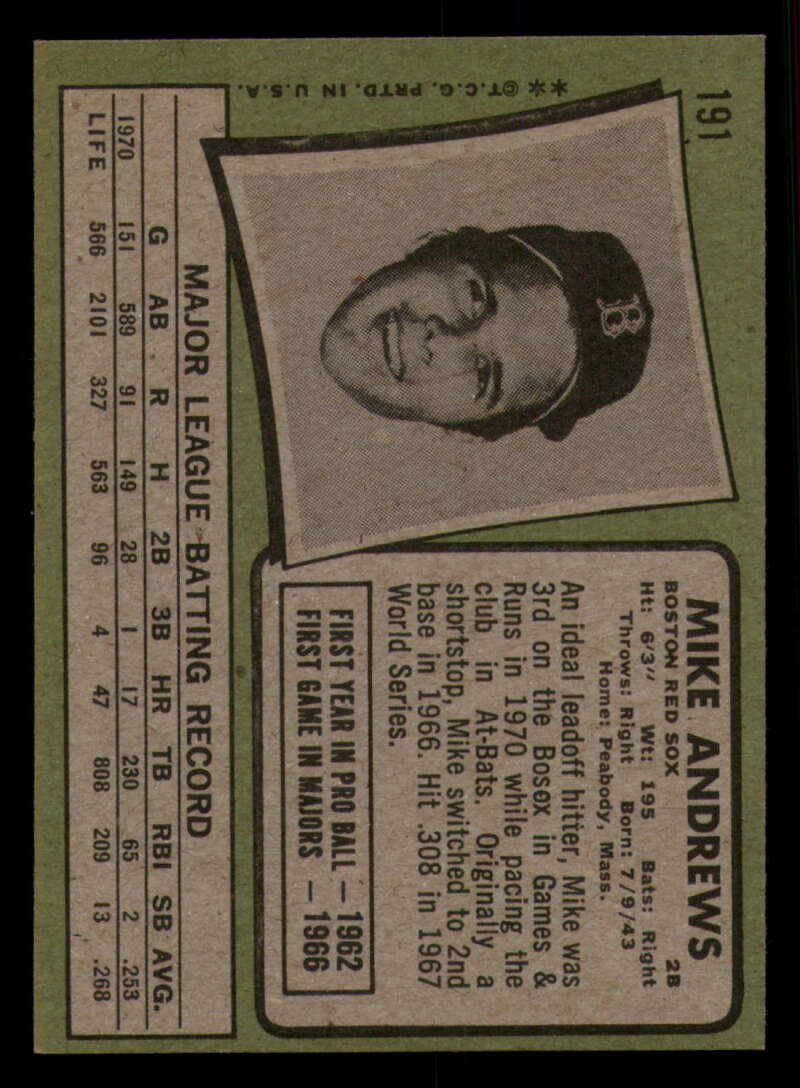 191
**©T.C.G. PRTD. IN U.S.A.
B
MIKE ANDREWS
BOSTON RED SOX 2B
Ht: 6'3" Wt: 195 Bats: Right
Throws: Right Born: 7/9/43
Home: Peabody, Mass.
An ideal leadoff hitter, Mike was
3rd on the Bosox in Games &
Runs in 1970 while pacing the
club in At-Bats. Originally a
shortstop, Mike switched to 2nd
base in 1966. Hit .308 in 1967
World Series.
FIRST YEAR IN PRO BALL — 1962
FIRST GAME IN MAJORS — 1966
MAJOR LEAGUE BATTING RECORD
G AB R H 2B 3B HR TB RBI SB AVG.
1970 151 589 91 149 28 1 17 230 65 2 .253
LIFE 566 2101 327 563 96 4 47 808 209 13 .268